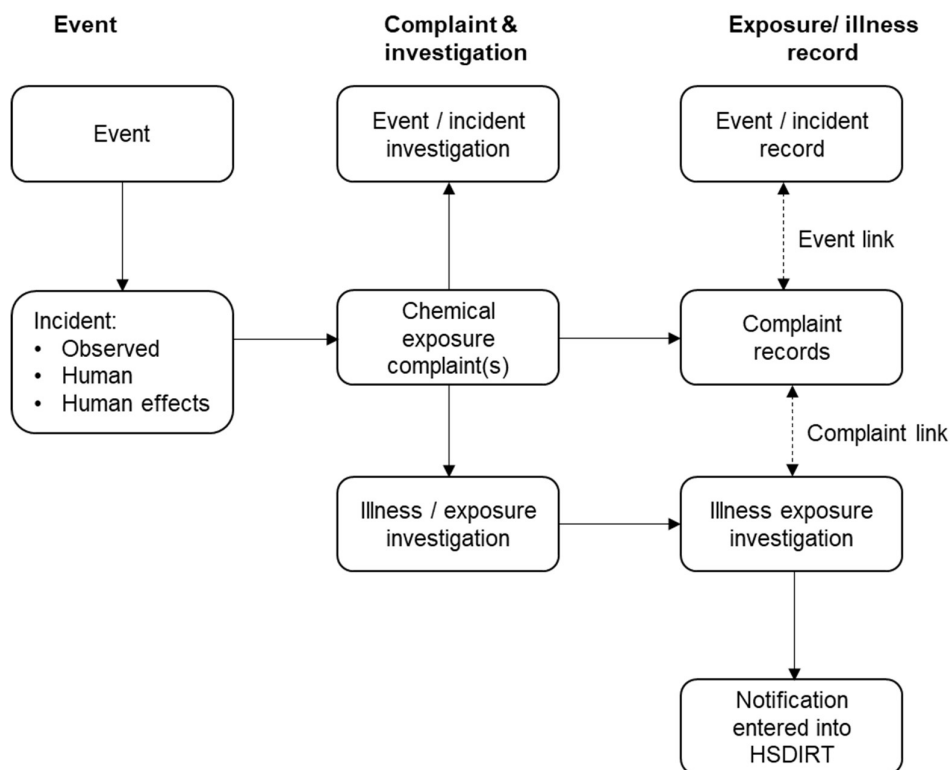 Event
Complaint &
investigation
Exposure/ illness
record
Event
Event / incident
investigation
Event / incident
record
Event link
Incident:
• Observed
• Human
• Human effects
Chemical
exposure
complaint(s)
Complaint
records
Complaint link
Illness / exposure
investigation
Illness exposure
investigation
Notification
entered into
HSDIRT